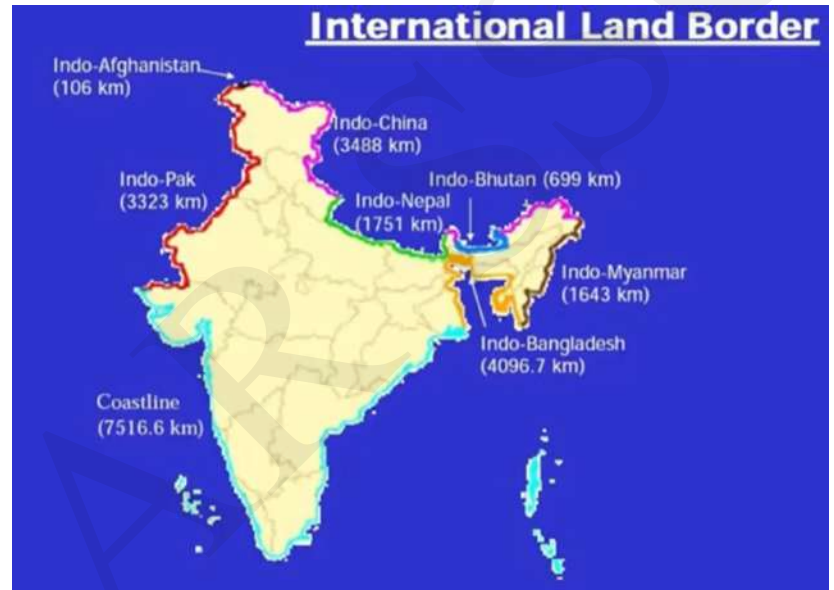 International Land Border
Indo-Afghanistan
(106 km)
Indo-China
(3488 km)
Indo-Pak
(3323 km)
Indo-Bhutan (699 km)
Indo-Nepal
(1751 km)
Indo-Myanmar
(1643 km)
Indo-Bangladesh
(4096.7 km)
Coastline
(7516.6 km)